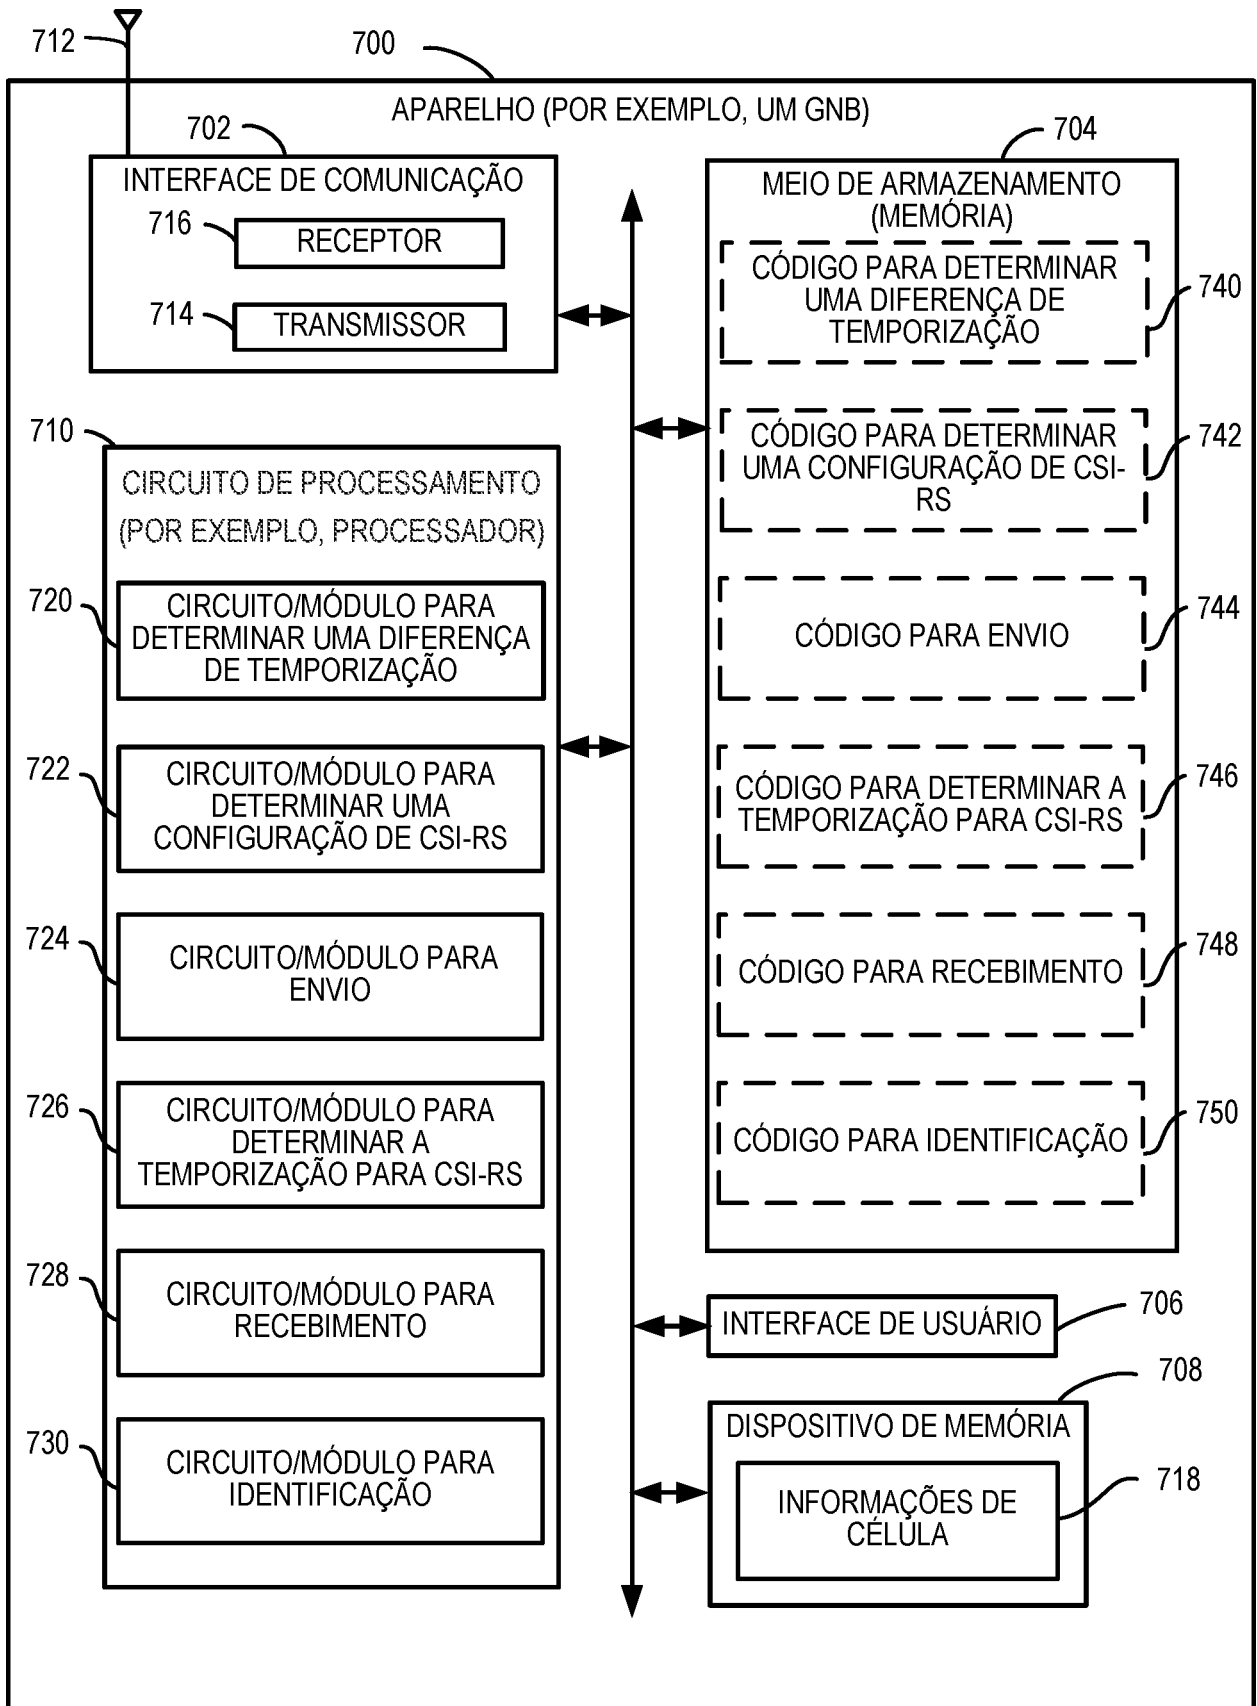 712
700
APARELHO (POR EXEMPLO, UM GNB)
702
INTERFACE DE COMUNICAÇÃO
716
RECEPTOR
714
TRANSMISSOR
704
MEIO DE ARMAZENAMENTO
(MEMÓRIA)
CÓDIGO PARA DETERMINAR
UMA DIFERENÇA DE
TEMPORIZAÇÃO
740
CÓDIGO PARA DETERMINAR
UMA CONFIGURAÇÃO DE CSI-
RS
742
CÓDIGO PARA ENVIO
744
CÓDIGO PARA DETERMINAR A
TEMPORIZAÇÃO PARA CSI-RS
746
CÓDIGO PARA RECEBIMENTO
748
CÓDIGO PARA IDENTIFICAÇÃO
750
710
CIRCUITO DE PROCESSAMENTO
(POR EXEMPLO, PROCESSADOR)
720
CIRCUITO/MÓDULO PARA
DETERMINAR UMA DIFERENÇA
DE TEMPORIZAÇÃO
722
CIRCUITO/MÓDULO PARA
DETERMINAR UMA
CONFIGURAÇÃO DE CSI-RS
724
CIRCUITO/MÓDULO PARA
ENVIO
726
CIRCUITO/MÓDULO PARA
DETERMINAR A
TEMPORIZAÇÃO PARA CSI-RS
728
CIRCUITO/MÓDULO PARA
RECEBIMENTO
730
CIRCUITO/MÓDULO PARA
IDENTIFICAÇÃO
INTERFACE DE USUÁRIO
706
708
DISPOSITIVO DE MEMÓRIA
INFORMAÇÕES DE
CÉLULA
718